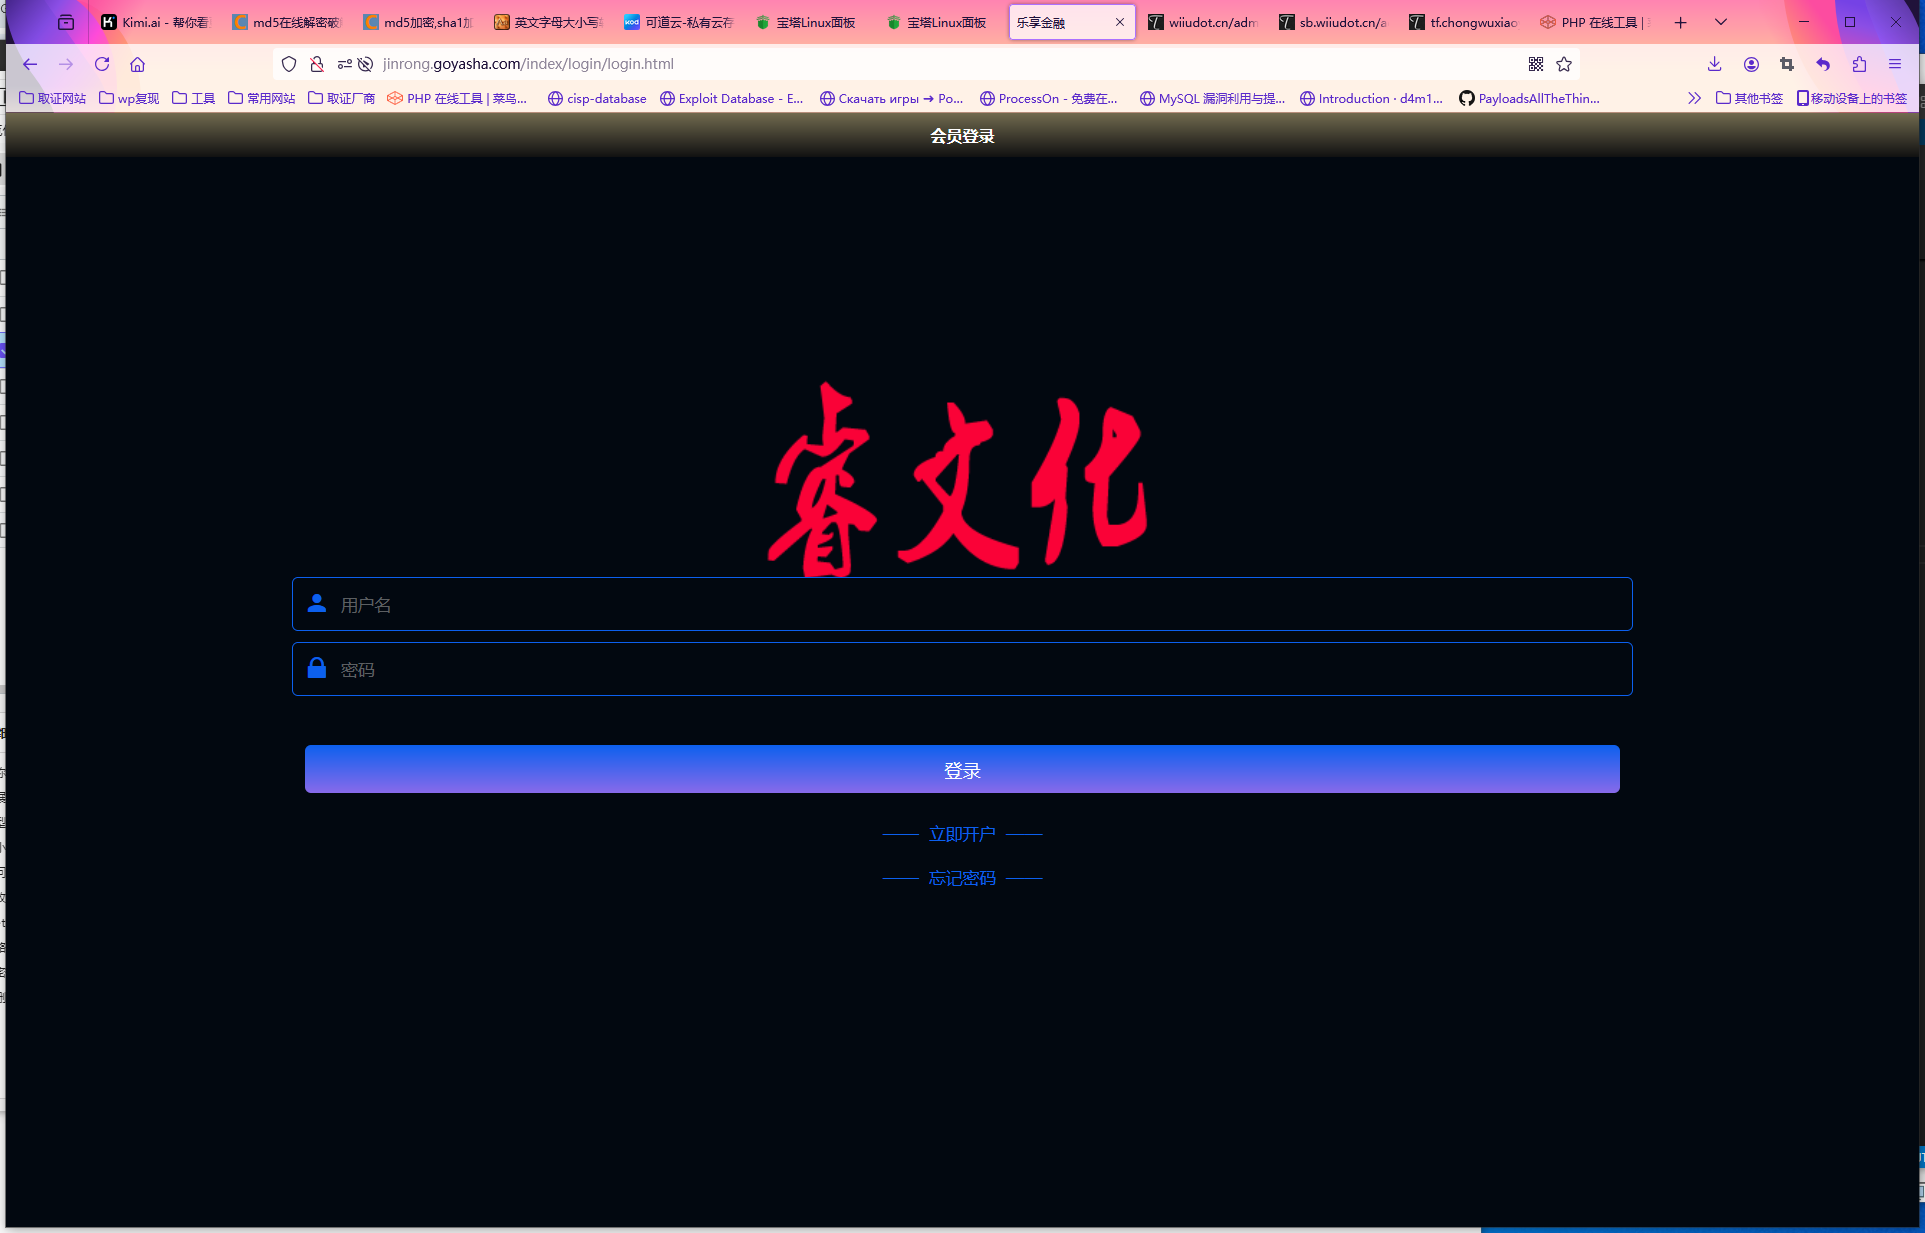 Kimi.ai - 帮你看
md5在线解密破
md5加密,sha1加
英文字母大小写
可道云-私有云存
宝塔Linux面板
宝塔Linux面板
乐享金融
wiiudot.cn/adm
sb.wiiudot.cn/a
tf.chongwuxiao
PHP 在线工具 |
jinrong.goyasha.com/index/login/login.html
取证网站
wp复现
工具
常用网站
取证厂商
PHP 在线工具 | 菜鸟...
cisp-database
Exploit Database - E...
Скачать игры → Po...
ProcessOn - 免费在...
MySQL 漏洞利用与提...
Introduction · d4m1...
PayloadsAllTheThin...
其他书签
移动设备上的书签
会员登录
睿文化
用户名
密码
登录
立即开户
忘记密码